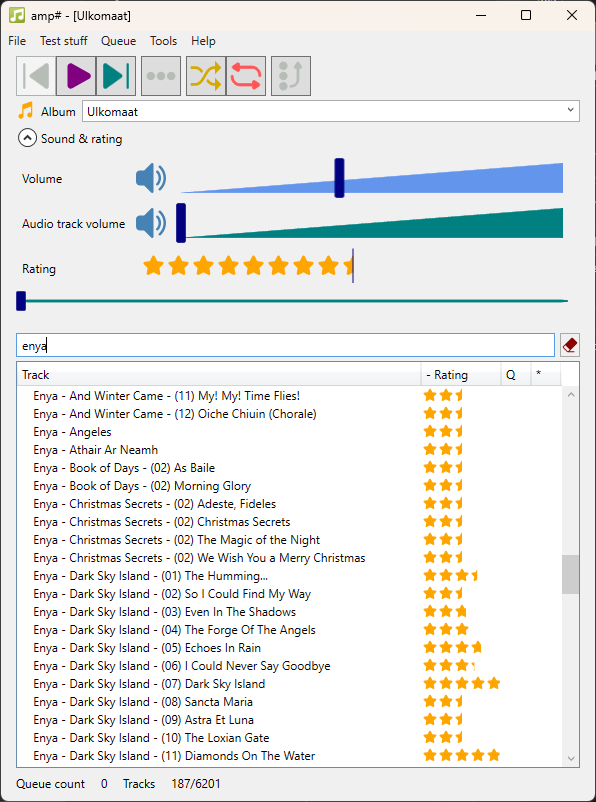 amp# - [Ulkomaat]
File Test stuff Queue Tools Help
Album Ulkomaat
Sound & rating
Volume
Audio track volume
Rating
enya
Track - Rating Q *
Enya - And Winter Came - (11) My! My! Time Flies!
Enya - And Winter Came - (12) Oiche Chiuin (Chorale)
Enya - Angeles
Enya - Athair Ar Neamh
Enya - Book of Days - (02) As Baile
Enya - Book of Days - (02) Morning Glory
Enya - Christmas Secrets - (02) Adeste, Fideles
Enya - Christmas Secrets - (02) Christmas Secrets
Enya - Christmas Secrets - (02) The Magic of the Night
Enya - Christmas Secrets - (02) We Wish You a Merry Christmas
Enya - Dark Sky Island - (01) The Humming...
Enya - Dark Sky Island - (02) So I Could Find My Way
Enya - Dark Sky Island - (03) Even In The Shadows
Enya - Dark Sky Island - (04) The Forge Of The Angels
Enya - Dark Sky Island - (05) Echoes In Rain
Enya - Dark Sky Island - (06) I Could Never Say Goodbye
Enya - Dark Sky Island - (07) Dark Sky Island
Enya - Dark Sky Island - (08) Sancta Maria
Enya - Dark Sky Island - (09) Astra Et Luna
Enya - Dark Sky Island - (10) The Loxian Gate
Enya - Dark Sky Island - (11) Diamonds On The Water
Queue count 0 Tracks 187/6201